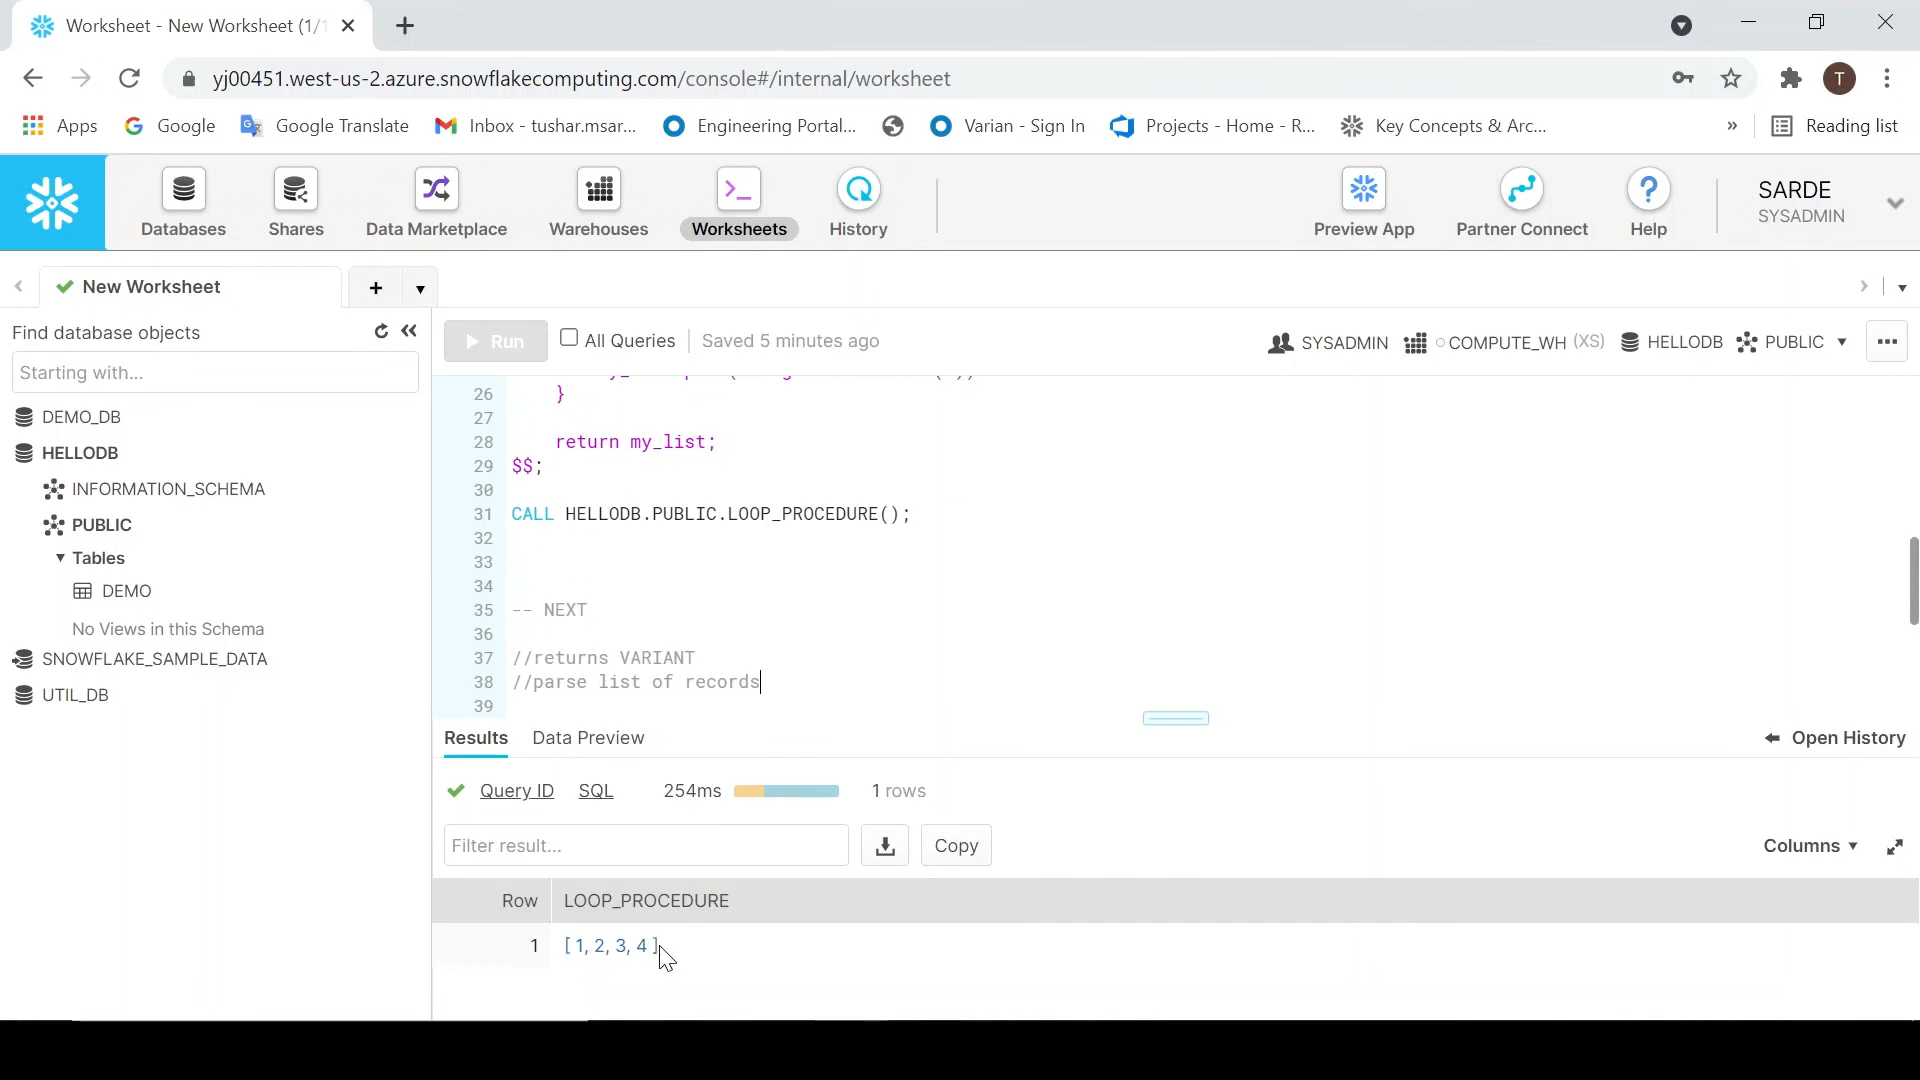 Worksheet - New Worksheet (1/1
yj00451.west-us-2.azure.snowflakecomputing.com/console#/internal/worksheet
T
Apps
Google
Google Translate
Inbox - tushar.msar...
Engineering Portal...
Varian - Sign In
Projects - Home - R...
Key Concepts & Arc...
»
Reading list
Databases
Shares
Data Marketplace
Warehouses
Worksheets
History
Preview App
Partner Connect
Help
SARDE
SYSADMIN
New Worksheet
Find database objects
Starting with...
DEMO_DB
HELLODB
INFORMATION_SCHEMA
PUBLIC
Tables
DEMO
No Views in this Schema
SNOWFLAKE_SAMPLE_DATA
UTIL_DB
Run
All Queries
Saved 5 minutes ago
SYSADMIN
COMPUTE_WH (XS)
HELLODB
PUBLIC
26 }
27
28 return my_list;
29 $$;
30
31 CALL HELLODB.PUBLIC.LOOP_PROCEDURE();
32
33
34
35 -- NEXT
36
37 //returns VARIANT
38 //parse list of records
39
Results
Data Preview
Open History
Query ID
SQL
254ms
1 rows
Filter result...
Copy
Columns
Row
LOOP_PROCEDURE
1
[ 1, 2, 3, 4 ]